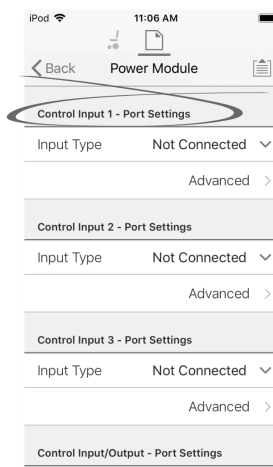 iPod 11:06 AM
Back Power Module
Control Input 1 - Port Settings
Input Type Not Connected
Advanced
Control Input 2 - Port Settings
Input Type Not Connected
Advanced
Control Input 3 - Port Settings
Input Type Not Connected
Advanced
Control Input/Output - Port Settings